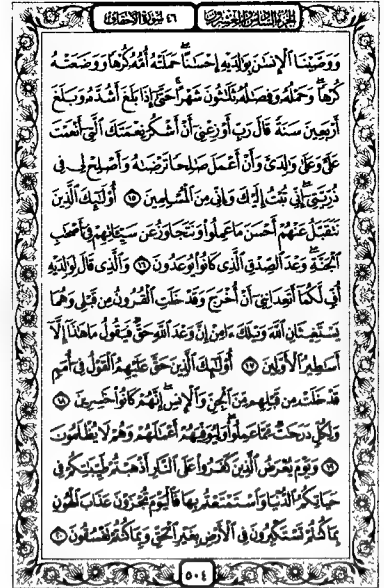 الجزء السادس والعشرون ٤٦ سورة الأحقاف
وَوَصَّيْنَا ٱلْإِنسَٰنَ بِوَٰلِدَيْهِ إِحْسَٰنًا ۖ حَمَلَتْهُ أُمُّهُۥ كُرْهًا وَوَضَعَتْهُ
كُرْهًا ۖ وَحَمْلُهُۥ وَفِصَٰلُهُۥ ثَلَٰثُونَ شَهْرًا ۚ حَتَّىٰٓ إِذَا بَلَغَ أَشُدَّهُۥ وَبَلَغَ
أَرْبَعِينَ سَنَةً قَالَ رَبِّ أَوْزِعْنِىٓ أَنْ أَشْكُرَ نِعْمَتَكَ ٱلَّتِىٓ أَنْعَمْتَ
عَلَىَّ وَعَلَىٰ وَٰلِدَىَّ وَأَنْ أَعْمَلَ صَٰلِحًا تَرْضَىٰهُ وَأَصْلِحْ لِى فِى
ذُرِّيَّتِىٓ ۖ إِنِّى تُبْتُ إِلَيْكَ وَإِنِّى مِنَ ٱلْمُسْلِمِينَ ١٥ أُو۟لَٰٓئِكَ ٱلَّذِينَ
نَتَقَبَّلُ عَنْهُمْ أَحْسَنَ مَا عَمِلُوا۟ وَنَتَجَاوَزُ عَن سَيِّـَٔاتِهِمْ فِىٓ أَصْحَٰبِ
ٱلْجَنَّةِ ۖ وَعْدَ ٱلصِّدْقِ ٱلَّذِى كَانُوا۟ يُوعَدُونَ ١٦ وَٱلَّذِى قَالَ لِوَٰلِدَيْهِ
أُفٍّ لَّكُمَآ أَتَعِدَانِنِىٓ أَنْ أُخْرَجَ وَقَدْ خَلَتِ ٱلْقُرُونُ مِن قَبْلِى وَهُمَا
يَسْتَغِيثَانِ ٱللَّهَ وَيْلَكَ ءَامِنْ إِنَّ وَعْدَ ٱللَّهِ حَقٌّ فَيَقُولُ مَا هَٰذَآ إِلَّآ
أَسَٰطِيرُ ٱلْأَوَّلِينَ ١٧ أُو۟لَٰٓئِكَ ٱلَّذِينَ حَقَّ عَلَيْهِمُ ٱلْقَوْلُ فِىٓ أُمَمٍ
قَدْ خَلَتْ مِن قَبْلِهِم مِّنَ ٱلْجِنِّ وَٱلْإِنسِ ۖ إِنَّهُمْ كَانُوا۟ خَٰسِرِينَ ١٨
وَلِكُلٍّ دَرَجَٰتٌ مِّمَّا عَمِلُوا۟ ۖ وَلِيُوَفِّيَهُمْ أَعْمَٰلَهُمْ وَهُمْ لَا يُظْلَمُونَ
١٩ وَيَوْمَ يُعْرَضُ ٱلَّذِينَ كَفَرُوا۟ عَلَى ٱلنَّارِ أَذْهَبْتُمْ طَيِّبَٰتِكُمْ فِى
حَيَاتِكُمُ ٱلدُّنْيَا وَٱسْتَمْتَعْتُم بِهَا فَٱلْيَوْمَ تُجْزَوْنَ عَذَابَ ٱلْهُونِ
بِمَا كُنتُمْ تَسْتَكْبِرُونَ فِى ٱلْأَرْضِ بِغَيْرِ ٱلْحَقِّ وَبِمَا كُنتُمْ تَفْسُقُونَ ٢٠
٥٠٤